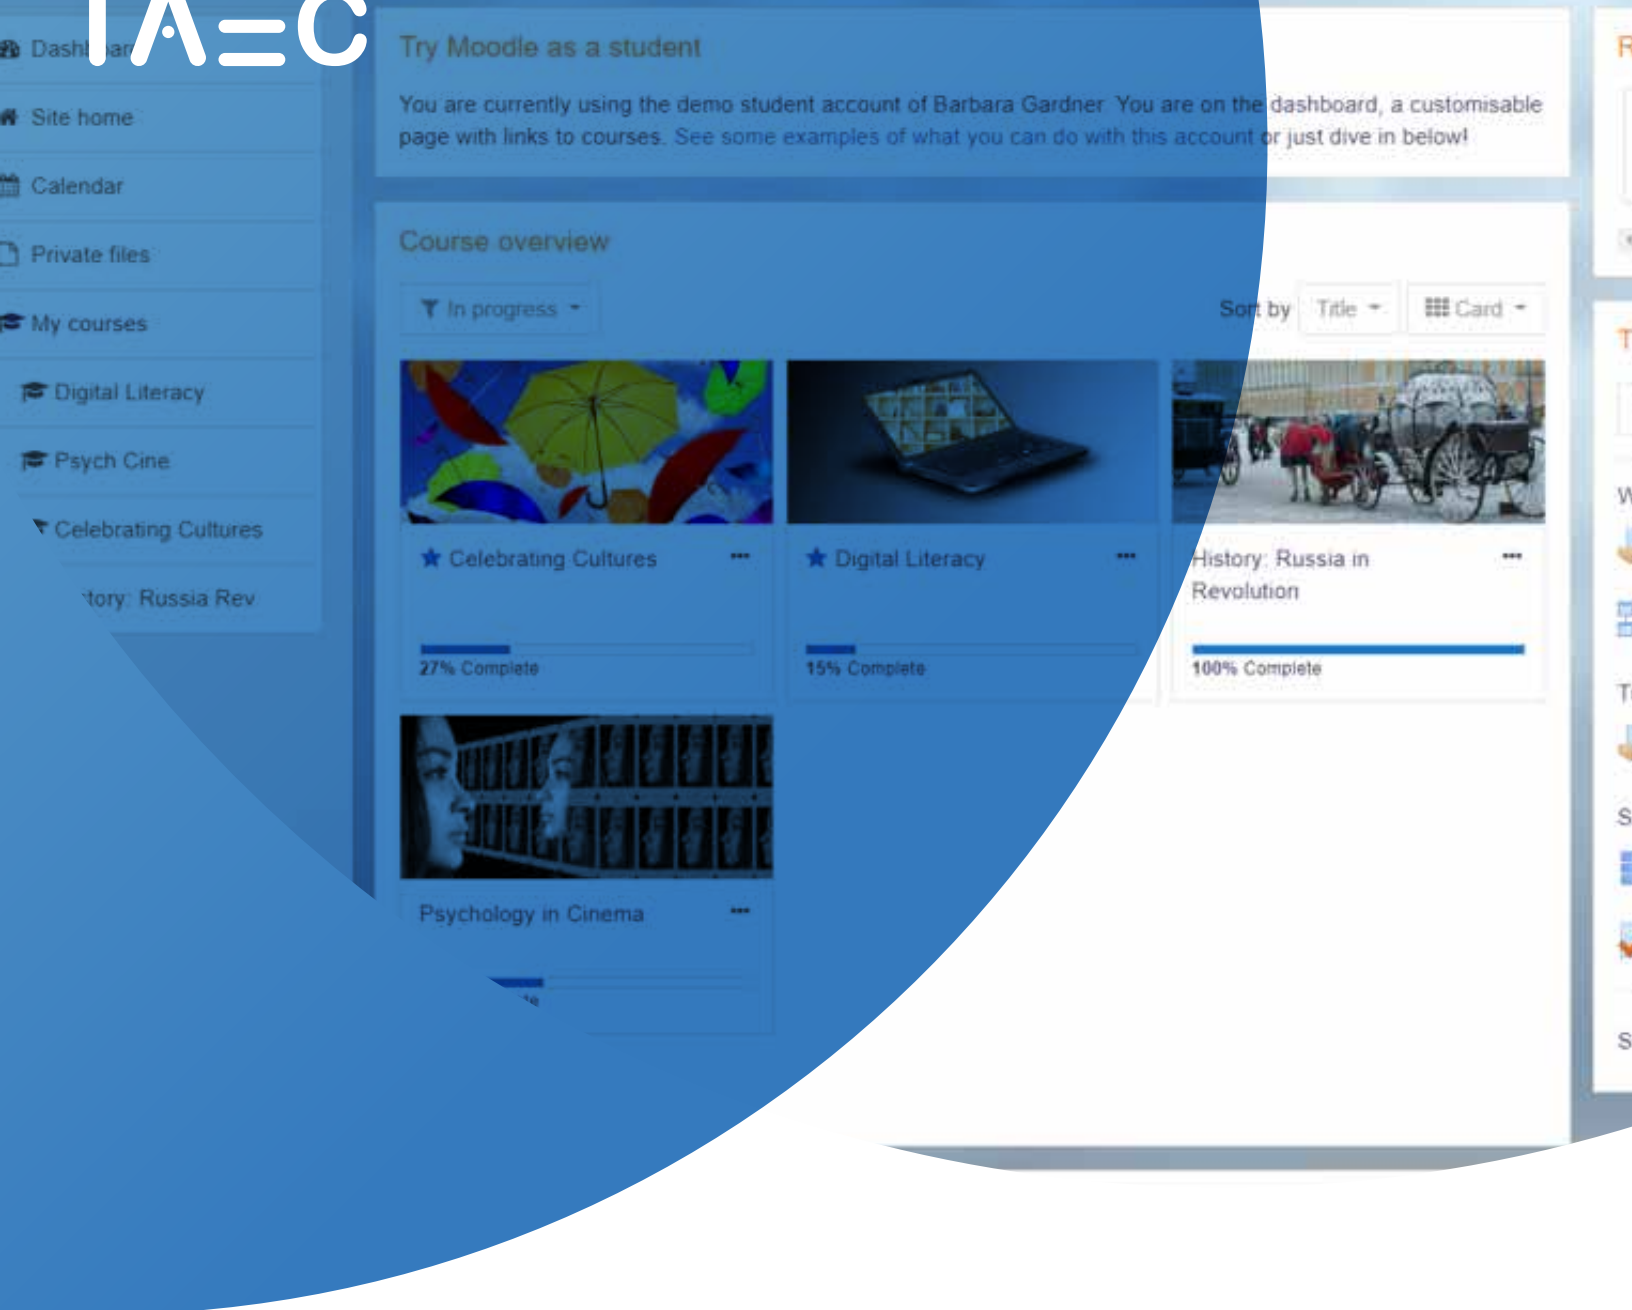 Dashboar
Site home
Calendar
Private files
My courses
Digital Literacy
Psych Cine
Celebrating Cultures
tory: Russia Rev
Try Moodle as a student
You are currently using the demo student account of Barbara Gardner. You are on the dashboard, a customisable
page with links to courses. See some examples of what you can do with this account or just dive in below!
Course overview
In progress
Sort by Title Card
Celebrating Cultures
27% Complete
Digital Literacy
15% Complete
History: Russia in
Revolution
100% Complete
Psychology in Cinema